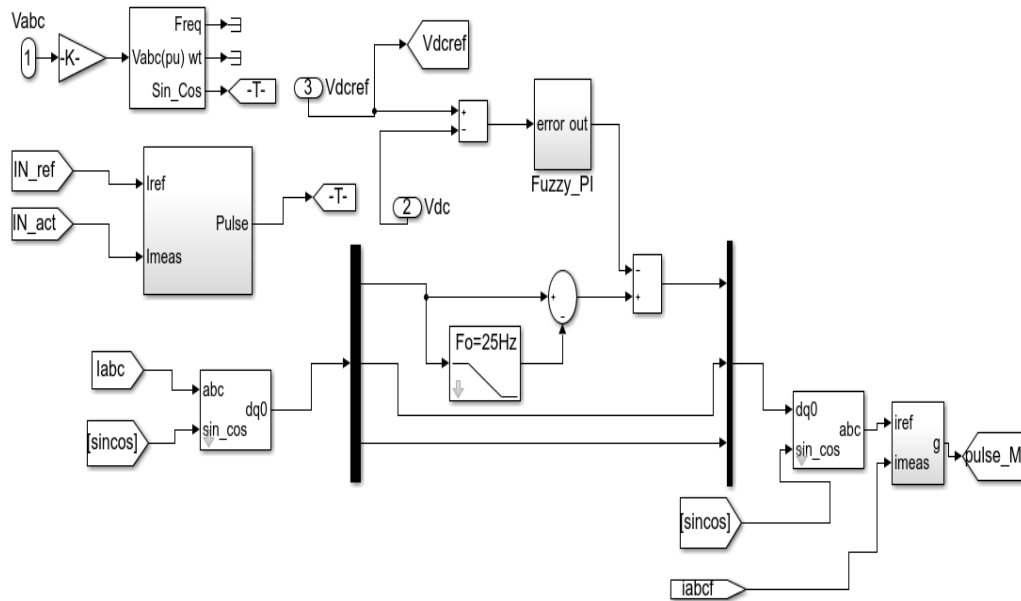 Vabc
1
-K-
Freq
Vabc(pu) wt
Sin_Cos
-T-
Vdcref
3 Vdcref
+
-
error out
Fuzzy_PI
2 Vdc
IN_ref
IN_act
Iref
Imeas
Pulse
-T-
-
+
+
-
Fo=25Hz
Iabc
[sincos]
abc
sin_cos
dq0
dq0
sin_cos
abc
iref
imeas
g
pulse_M
[sincos]
iabcf